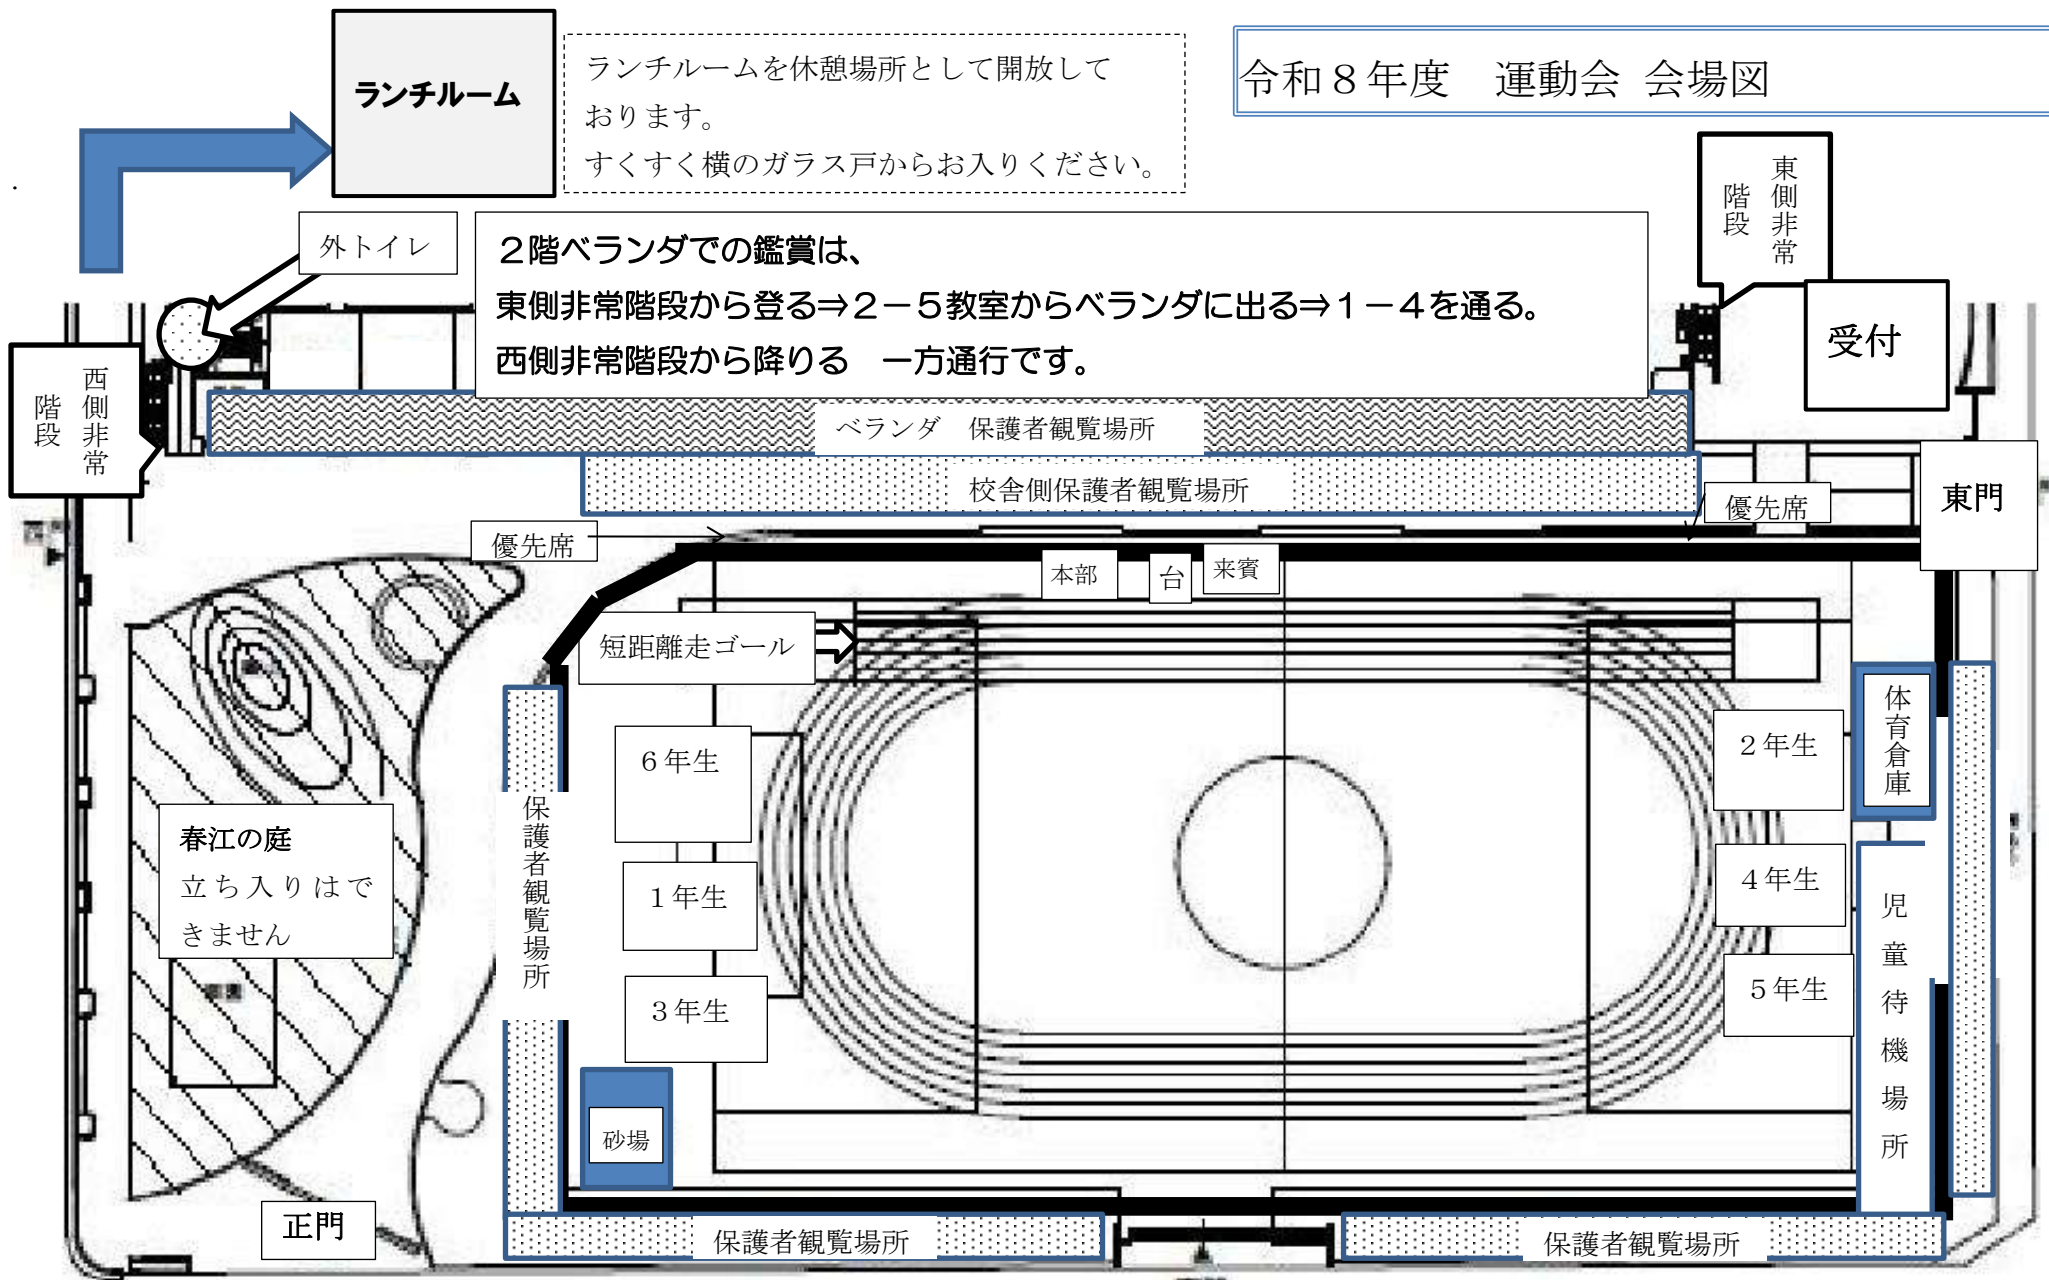 令和８年度　運動会 会場図
ランチルーム
ランチルームを休憩場所として開放して
おります。
すくすく横のガラス戸からお入りください。
東側非常
階段
外トイレ
２階ベランダでの鑑賞は、
東側非常階段から登る⇒２－５教室からベランダに出る⇒１－４を通る。
西側非常階段から降りる　一方通行です。
受付
西側非常
階段
ベランダ　保護者観覧場所
校舎側保護者観覧場所
優先席
優先席
東門
本部
台
来賓
短距離走ゴール
６年生
２年生
体育倉庫
保護者観覧場所
春江の庭
立ち入りはで
きません
１年生
４年生
児童待機場所
３年生
５年生
砂場
正門
保護者観覧場所
保護者観覧場所